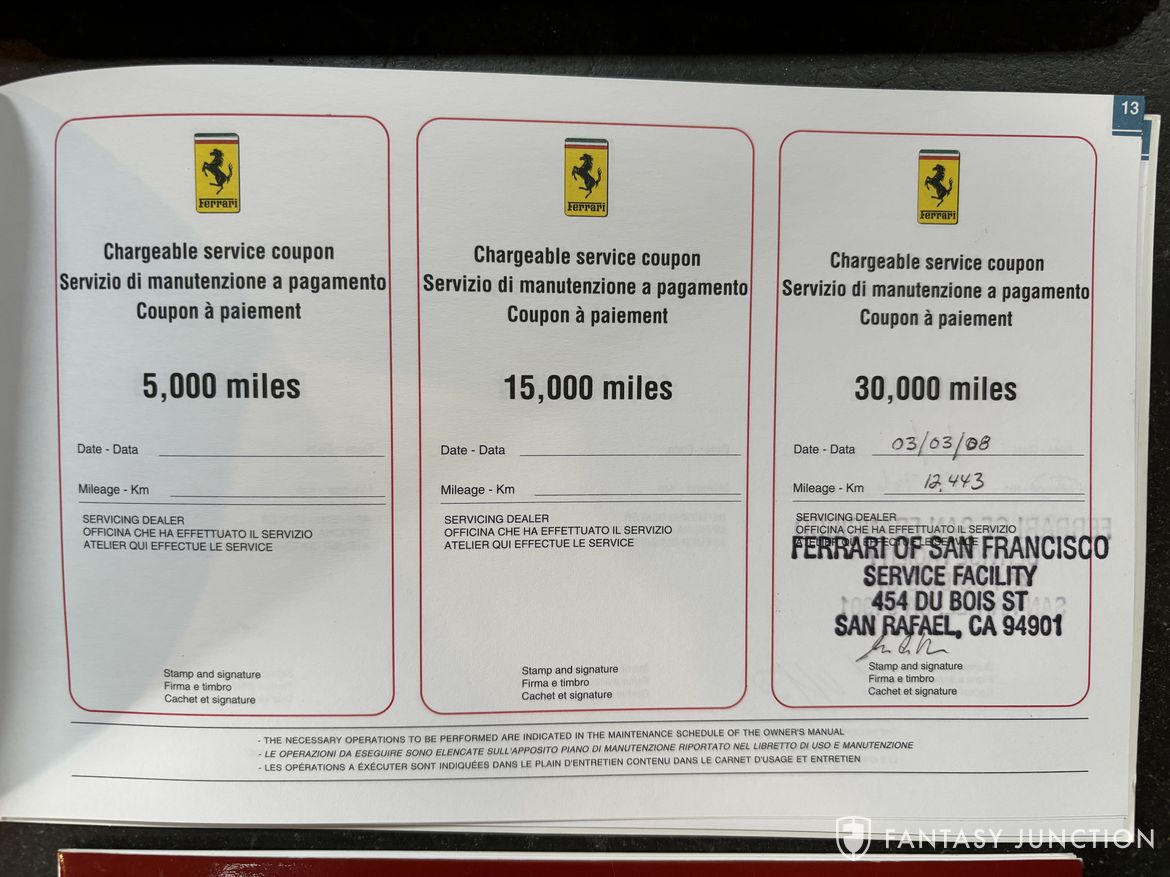 13
Ferrari
Chargeable service coupon
Servizio di manutenzione a pagamento
Coupon à paiement
5,000 miles
Date - Data
Mileage - Km
SERVICING DEALER
OFFICINA CHE HA EFFETTUATO IL SERVIZIO
ATELIER QUI EFFECTUE LE SERVICE
Stamp and signature
Firma e timbro
Cachet et signature
Ferrari
Chargeable service coupon
Servizio di manutenzione a pagamento
Coupon à paiement
15,000 miles
Date - Data
Mileage - Km
SERVICING DEALER
OFFICINA CHE HA EFFETTUATO IL SERVIZIO
ATELIER QUI EFFECTUE LE SERVICE
Stamp and signature
Firma e timbro
Cachet et signature
Ferrari
Chargeable service coupon
Servizio di manutenzione a pagamento
Coupon à paiement
30,000 miles
Date - Data 03/03/08
Mileage - Km 12,443
SERVICING DEALER
OFFICINA CHE HA EFFETTUATO IL SERVIZIO
ATELIER QUI EFFECTUE LE SERVICE
FERRARI OF SAN FRANCISCO
SERVICE FACILITY
454 DU BOIS ST
SAN RAFAEL, CA 94901
Stamp and signature
Firma e timbro
Cachet et signature
- THE NECESSARY OPERATIONS TO BE PERFORMED ARE INDICATED IN THE MAINTENANCE SCHEDULE OF THE OWNER'S MANUAL
- LE OPERAZIONI DA ESEGUIRE SONO ELENCATE SULL'APPOSITO PIANO DI MANUTENZIONE RIPORTATO NEL LIBRETTO DI USO E MANUTENZIONE
- LES OPÉRATIONS A ÉXÉCUTER SONT INDIQUÉES DANS LE PLAIN D'ENTRETIEN CONTENU DANS LE CARNET D'USAGE ET ENTRETIEN
FANTASY JUNCTION